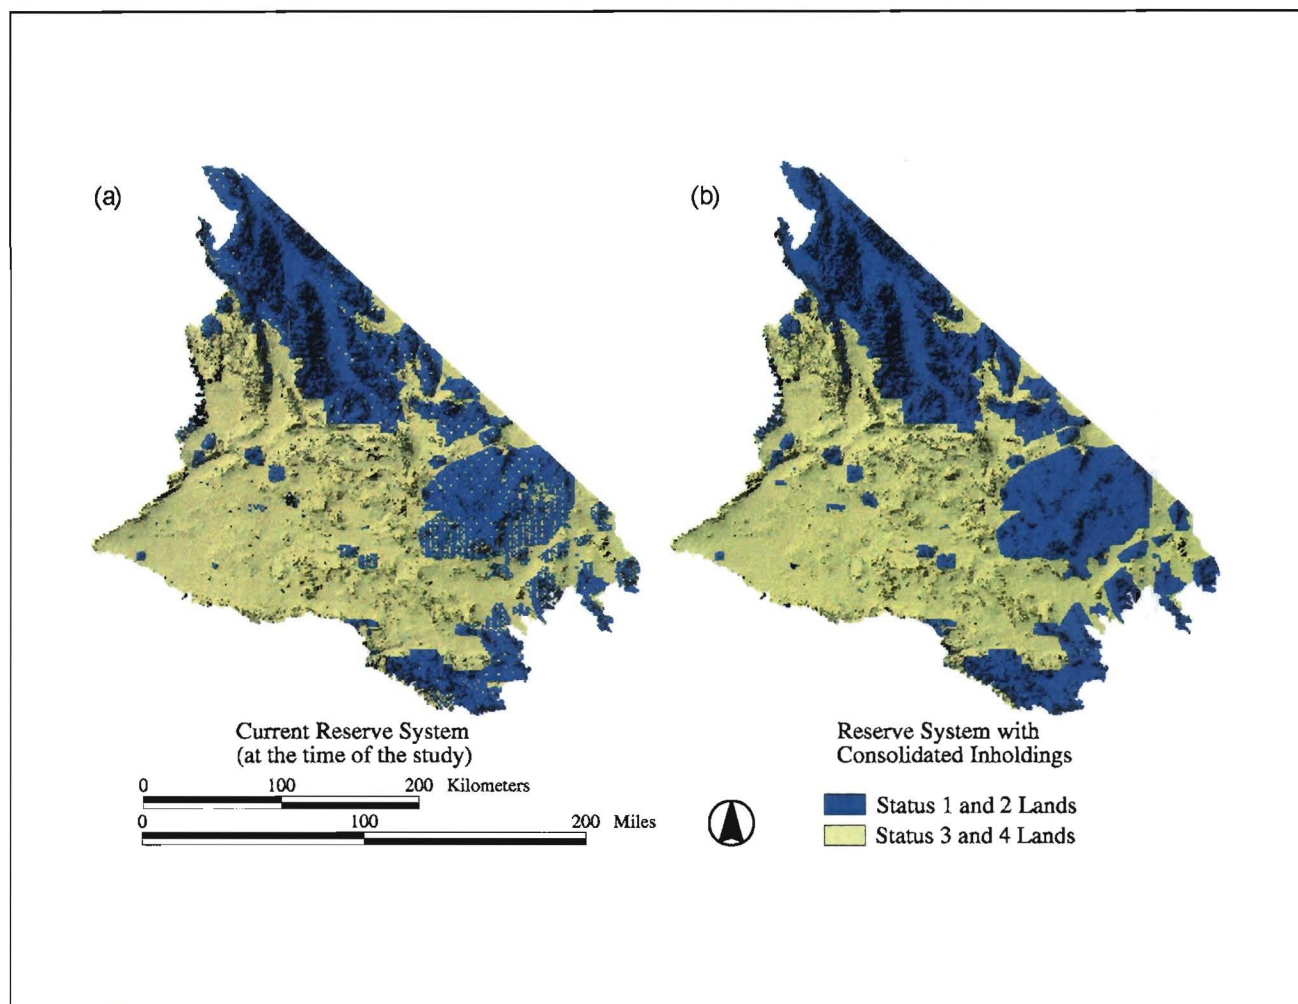 (a)
(b)
Current Reserve System
(at the time of the study)
Reserve System with
Consolidated Inholdings
0 100 200 Kilometers
0 100 200 Miles
Status 1 and 2 Lands
Status 3 and 4 Lands